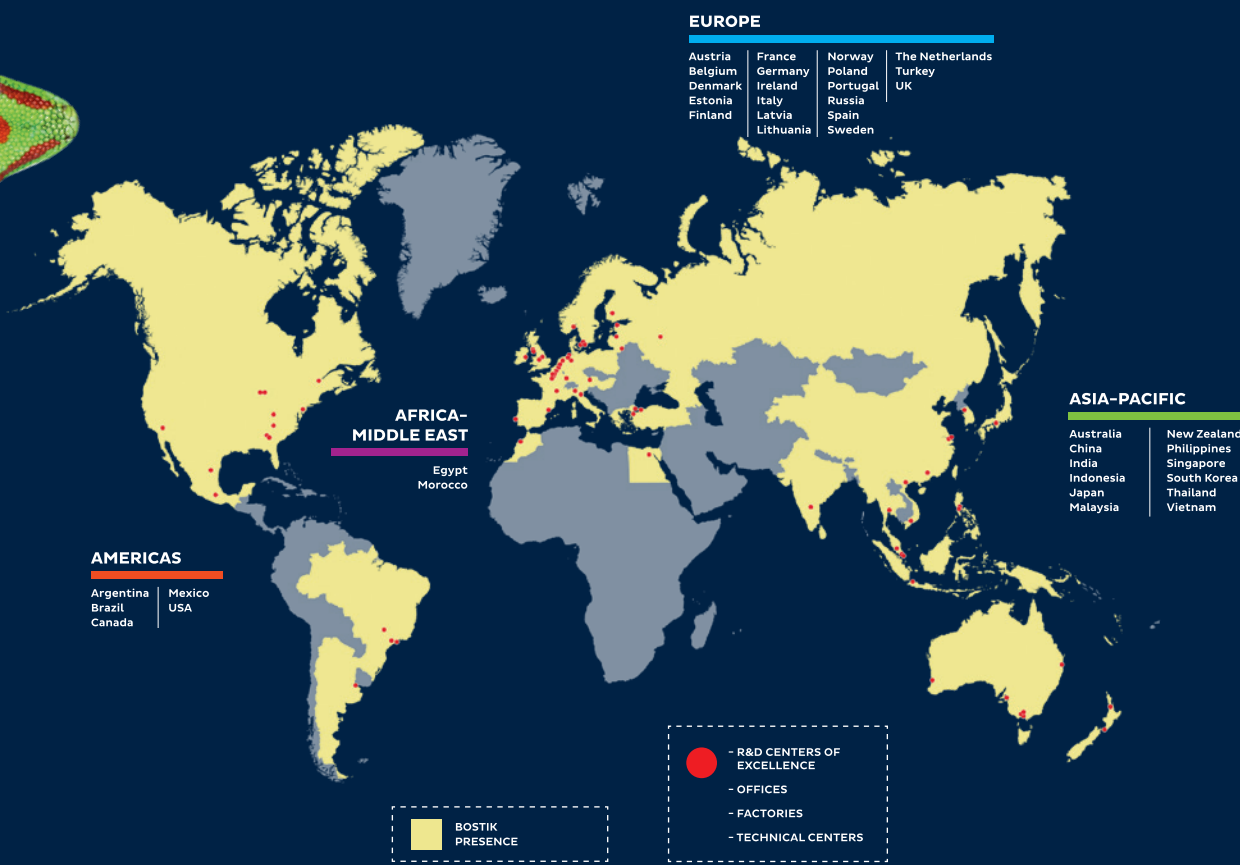 EUROPE
Austria
Belgium
Denmark
Estonia
Finland
France
Germany
Ireland
Italy
Latvia
Lithuania
Norway
Poland
Portugal
Russia
Spain
Sweden
The Netherlands
Turkey
UK
AFRICA-
MIDDLE EAST
Egypt
Morocco
ASIA-PACIFIC
Australia
China
India
Indonesia
Japan
Malaysia
New Zealand
Philippines
Singapore
South Korea
Thailand
Vietnam
AMERICAS
Argentina
Brazil
Canada
Mexico
USA
- R&D CENTERS OF
EXCELLENCE
- OFFICES
- FACTORIES
- TECHNICAL CENTERS
BOSTIK
PRESENCE